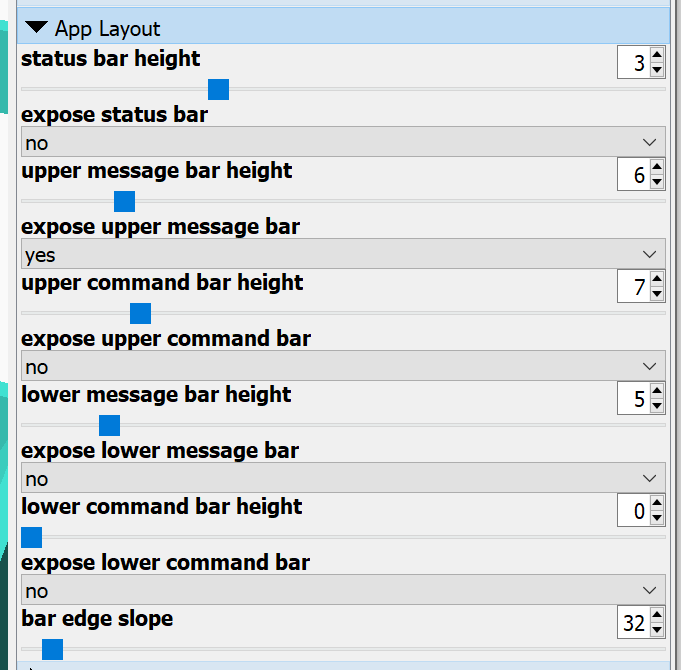 App Layout
status bar height 3
expose status bar
no
upper message bar height 6
expose upper message bar
yes
upper command bar height 7
expose upper command bar
no
lower message bar height 5
expose lower message bar
no
lower command bar height 0
expose lower command bar
no
bar edge slope 32